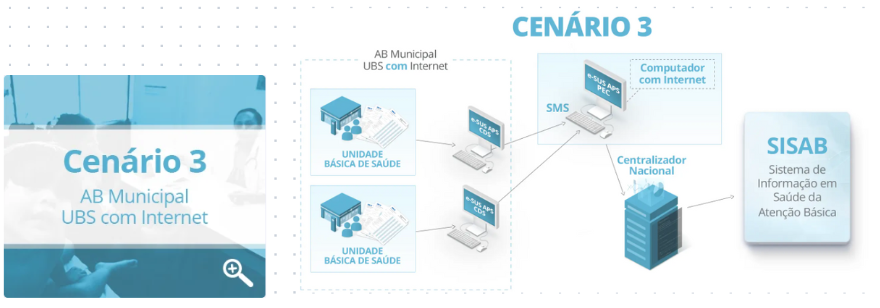 Cenário 3
AB Municipal
UBS com Internet
CENÁRIO 3
AB Municipal
UBS com Internet
UNIDADE
BÁSICA DE SAÚDE
e-SUS APS
CDS
UNIDADE
BÁSICA DE SAÚDE
e-SUS APS
CDS
SMS
e-SUS APS
PEC
Computador
com Internet
Centralizador
Nacional
SISAB
Sistema de
Informação em
Saúde da
Atenção Básica